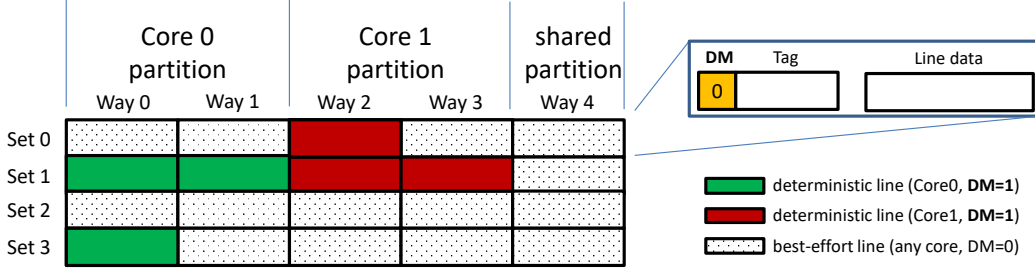 Core 0
partition
Core 1
partition
shared
partition
Way 0
Way 1
Way 2
Way 3
Way 4
Set 0
Set 1
Set 2
Set 3
DM
Tag
Line data
0
deterministic line (Core0, DM=1)
deterministic line (Core1, DM=1)
best-effort line (any core, DM=0)